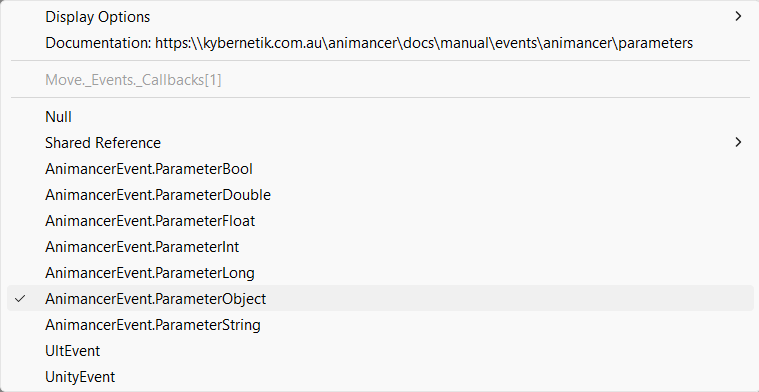 Display Options
Documentation: https:\\kybernetik.com.au\animancer\docs\manual\events\animancer\parameters
Move._Events._Callbacks[1]
Null
Shared Reference
AnimancerEvent.ParameterBool
AnimancerEvent.ParameterDouble
AnimancerEvent.ParameterFloat
AnimancerEvent.ParameterInt
AnimancerEvent.ParameterLong
AnimancerEvent.ParameterObject
AnimancerEvent.ParameterString
UltEvent
UnityEvent